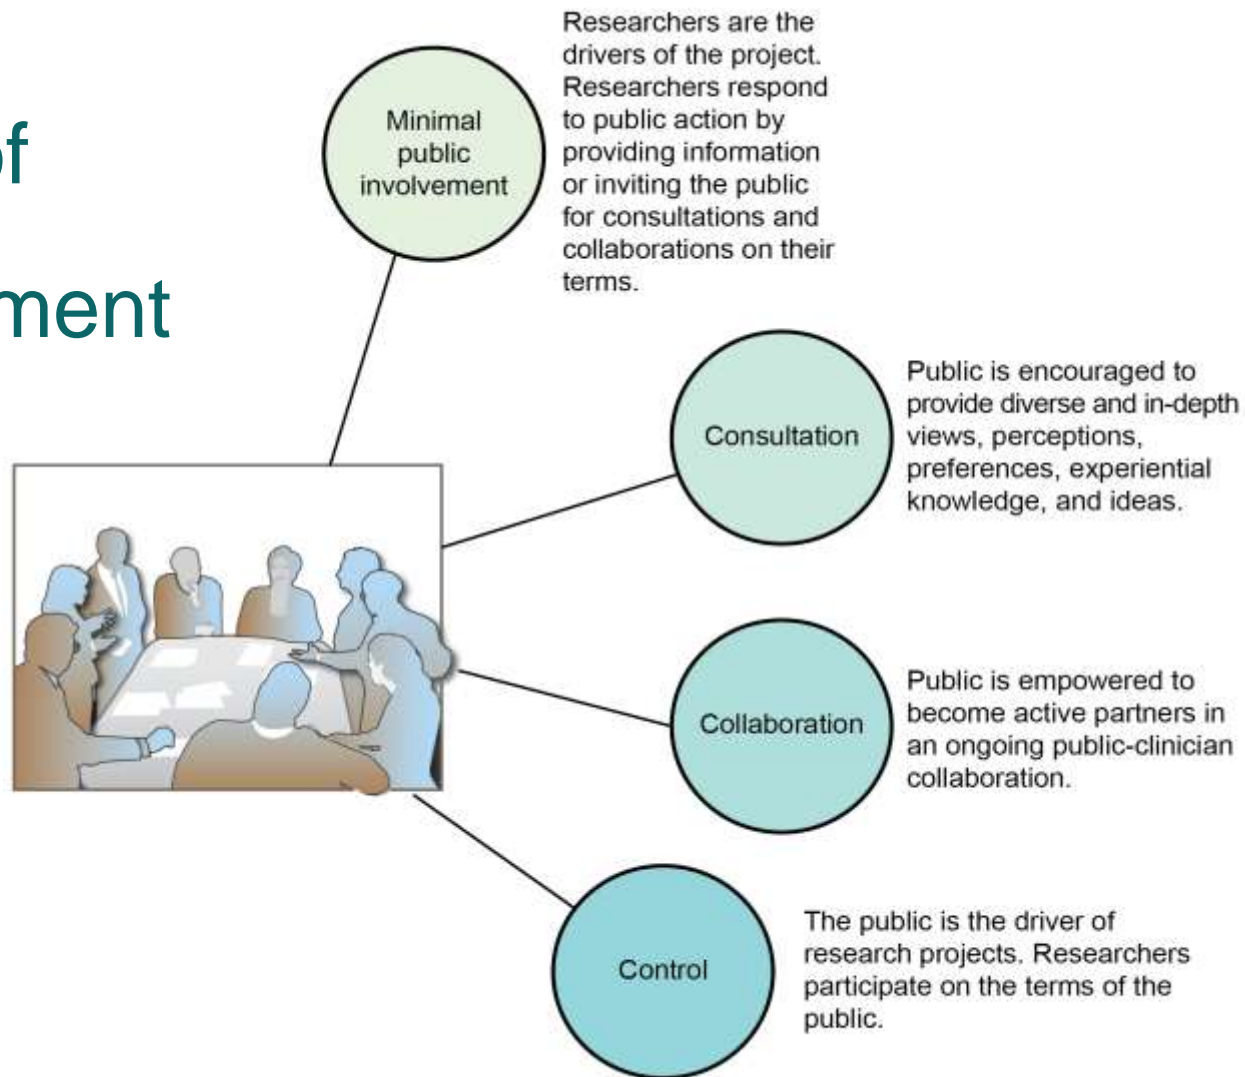 of
ment
Minimal
public
involvement
Researchers are the
drivers of the project.
Researchers respond
to public action by
providing information
or inviting the public
for consultations and
collaborations on their
terms.
Consultation
Public is encouraged to
provide diverse and in-depth
views, perceptions,
preferences, experiential
knowledge, and ideas.
Collaboration
Public is empowered to
become active partners in
an ongoing public-clinician
collaboration.
Control
The public is the driver of
research projects. Researchers
participate on the terms of the
public.